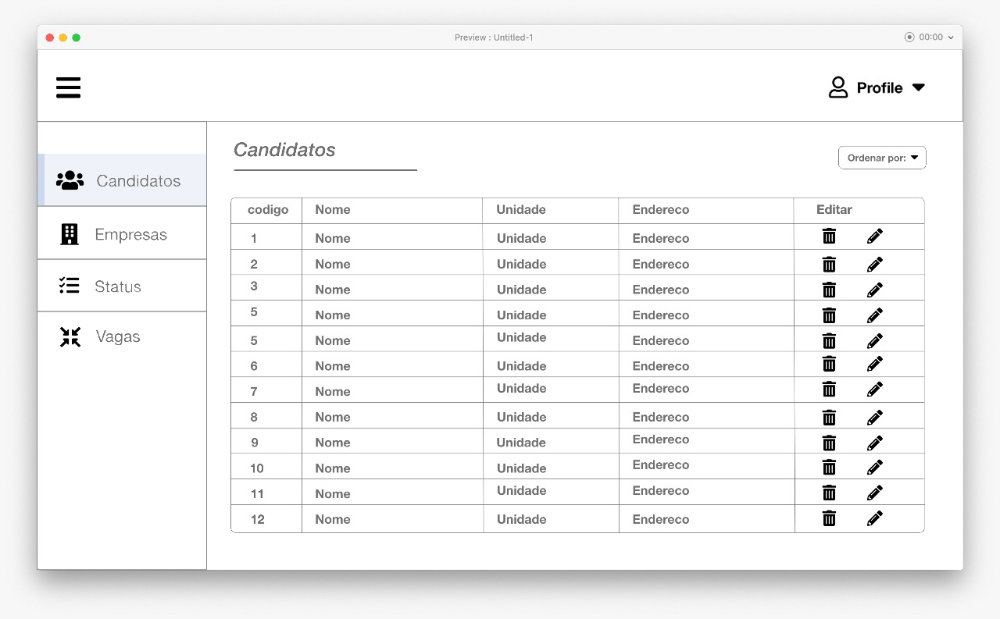 Preview : Untitled-1
00:00
Profile
Candidatos
Empresas
Status
Vagas
Candidatos
Ordenar por:
codigo Nome Unidade Endereco Editar
1 Nome Unidade Endereco
2 Nome Unidade Endereco
3 Nome Unidade Endereco
5 Nome Unidade Endereco
5 Nome Unidade Endereco
6 Nome Unidade Endereco
7 Nome Unidade Endereco
8 Nome Unidade Endereco
9 Nome Unidade Endereco
10 Nome Unidade Endereco
11 Nome Unidade Endereco
12 Nome Unidade Endereco